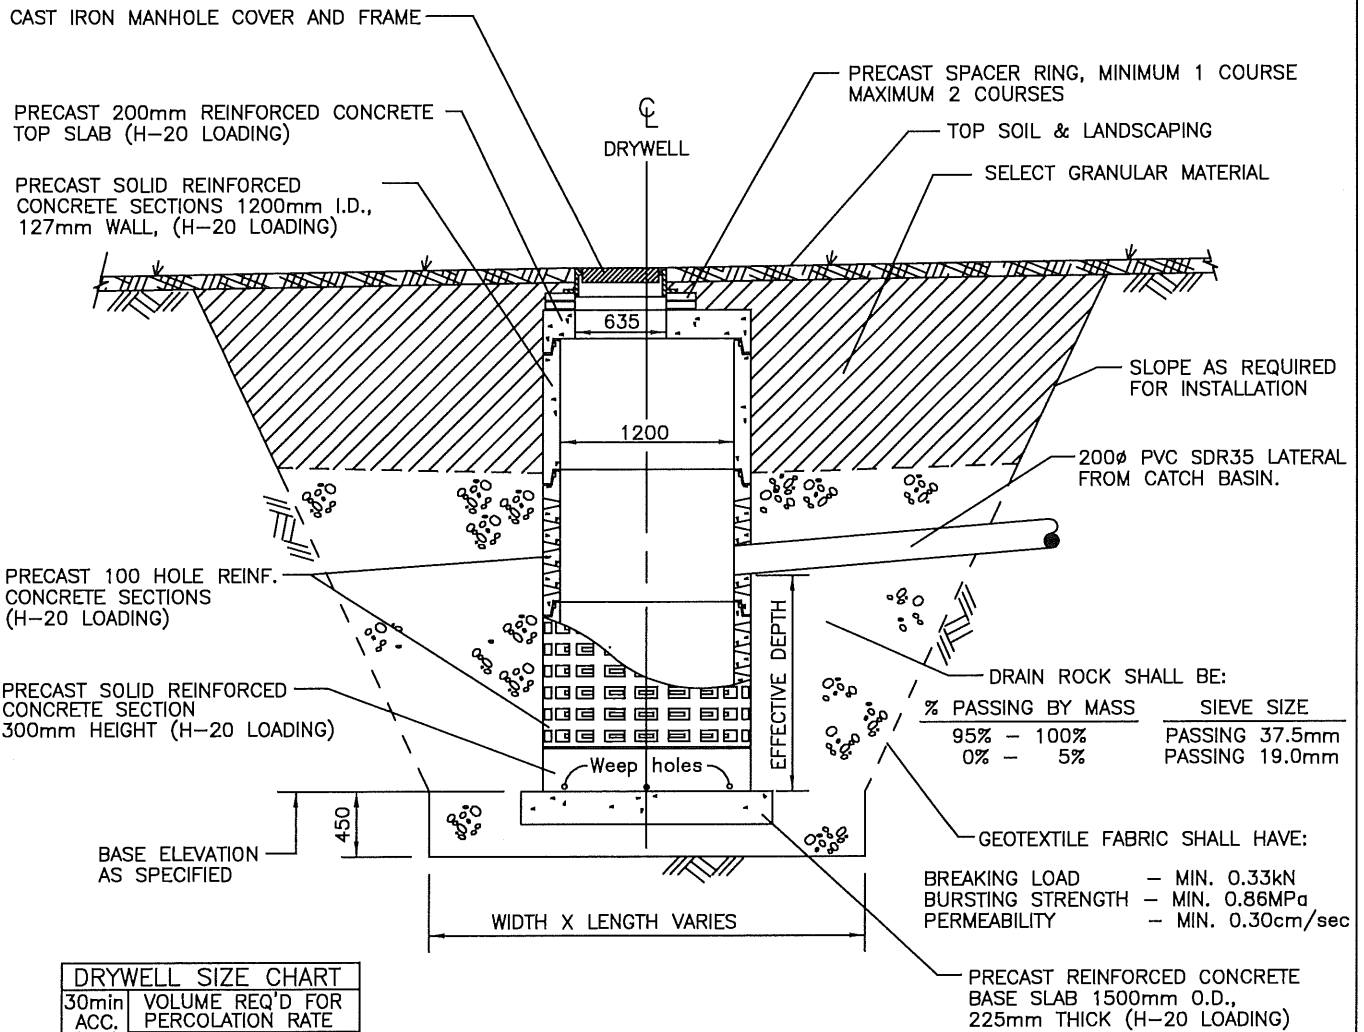 CAST IRON MANHOLE COVER AND FRAME
PRECAST SPACER RING, MINIMUM 1 COURSE
MAXIMUM 2 COURSES
PRECAST 200mm REINFORCED CONCRETE
TOP SLAB (H-20 LOADING)
℄
DRYWELL
TOP SOIL & LANDSCAPING
SELECT GRANULAR MATERIAL
PRECAST SOLID REINFORCED
CONCRETE SECTIONS 1200mm I.D.,
127mm WALL, (H-20 LOADING)
635
SLOPE AS REQUIRED
FOR INSTALLATION
1200
200ø PVC SDR35 LATERAL
FROM CATCH BASIN.
PRECAST 100 HOLE REINF.
CONCRETE SECTIONS
(H-20 LOADING)
EFFECTIVE DEPTH
PRECAST SOLID REINFORCED
CONCRETE SECTION
300mm HEIGHT (H-20 LOADING)
DRAIN ROCK SHALL BE:
% PASSING BY MASS SIEVE SIZE
95% - 100% PASSING 37.5mm
0% - 5% PASSING 19.0mm
Weep holes
450
BASE ELEVATION
AS SPECIFIED
GEOTEXTILE FABRIC SHALL HAVE:
BREAKING LOAD - MIN. 0.33kN
BURSTING STRENGTH - MIN. 0.86MPa
PERMEABILITY - MIN. 0.30cm/sec
WIDTH X LENGTH VARIES
PRECAST REINFORCED CONCRETE
BASE SLAB 1500mm O.D.,
225mm THICK (H-20 LOADING)
DRYWELL SIZE CHART
30min VOLUME REQ'D FOR
ACC. PERCOLATION RATE